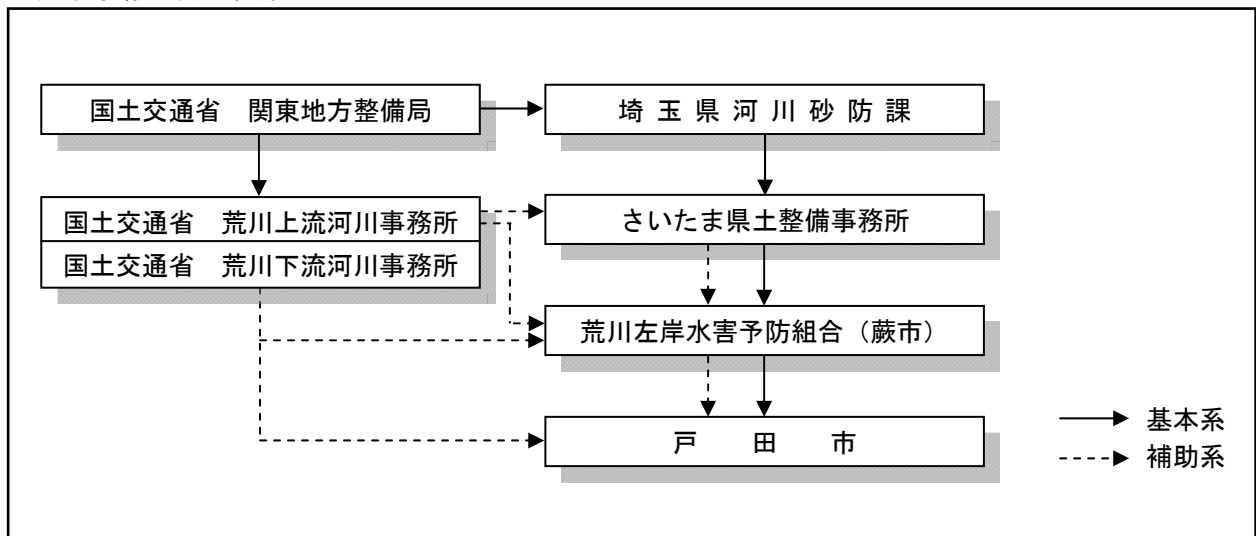 国土交通省　関東地方整備局
埼玉県河川砂防課
国土交通省　荒川上流河川事務所
さいたま県土整備事務所
国土交通省　荒川下流河川事務所
荒川左岸水害予防組合（蕨市）
戸田市
基本系
補助系